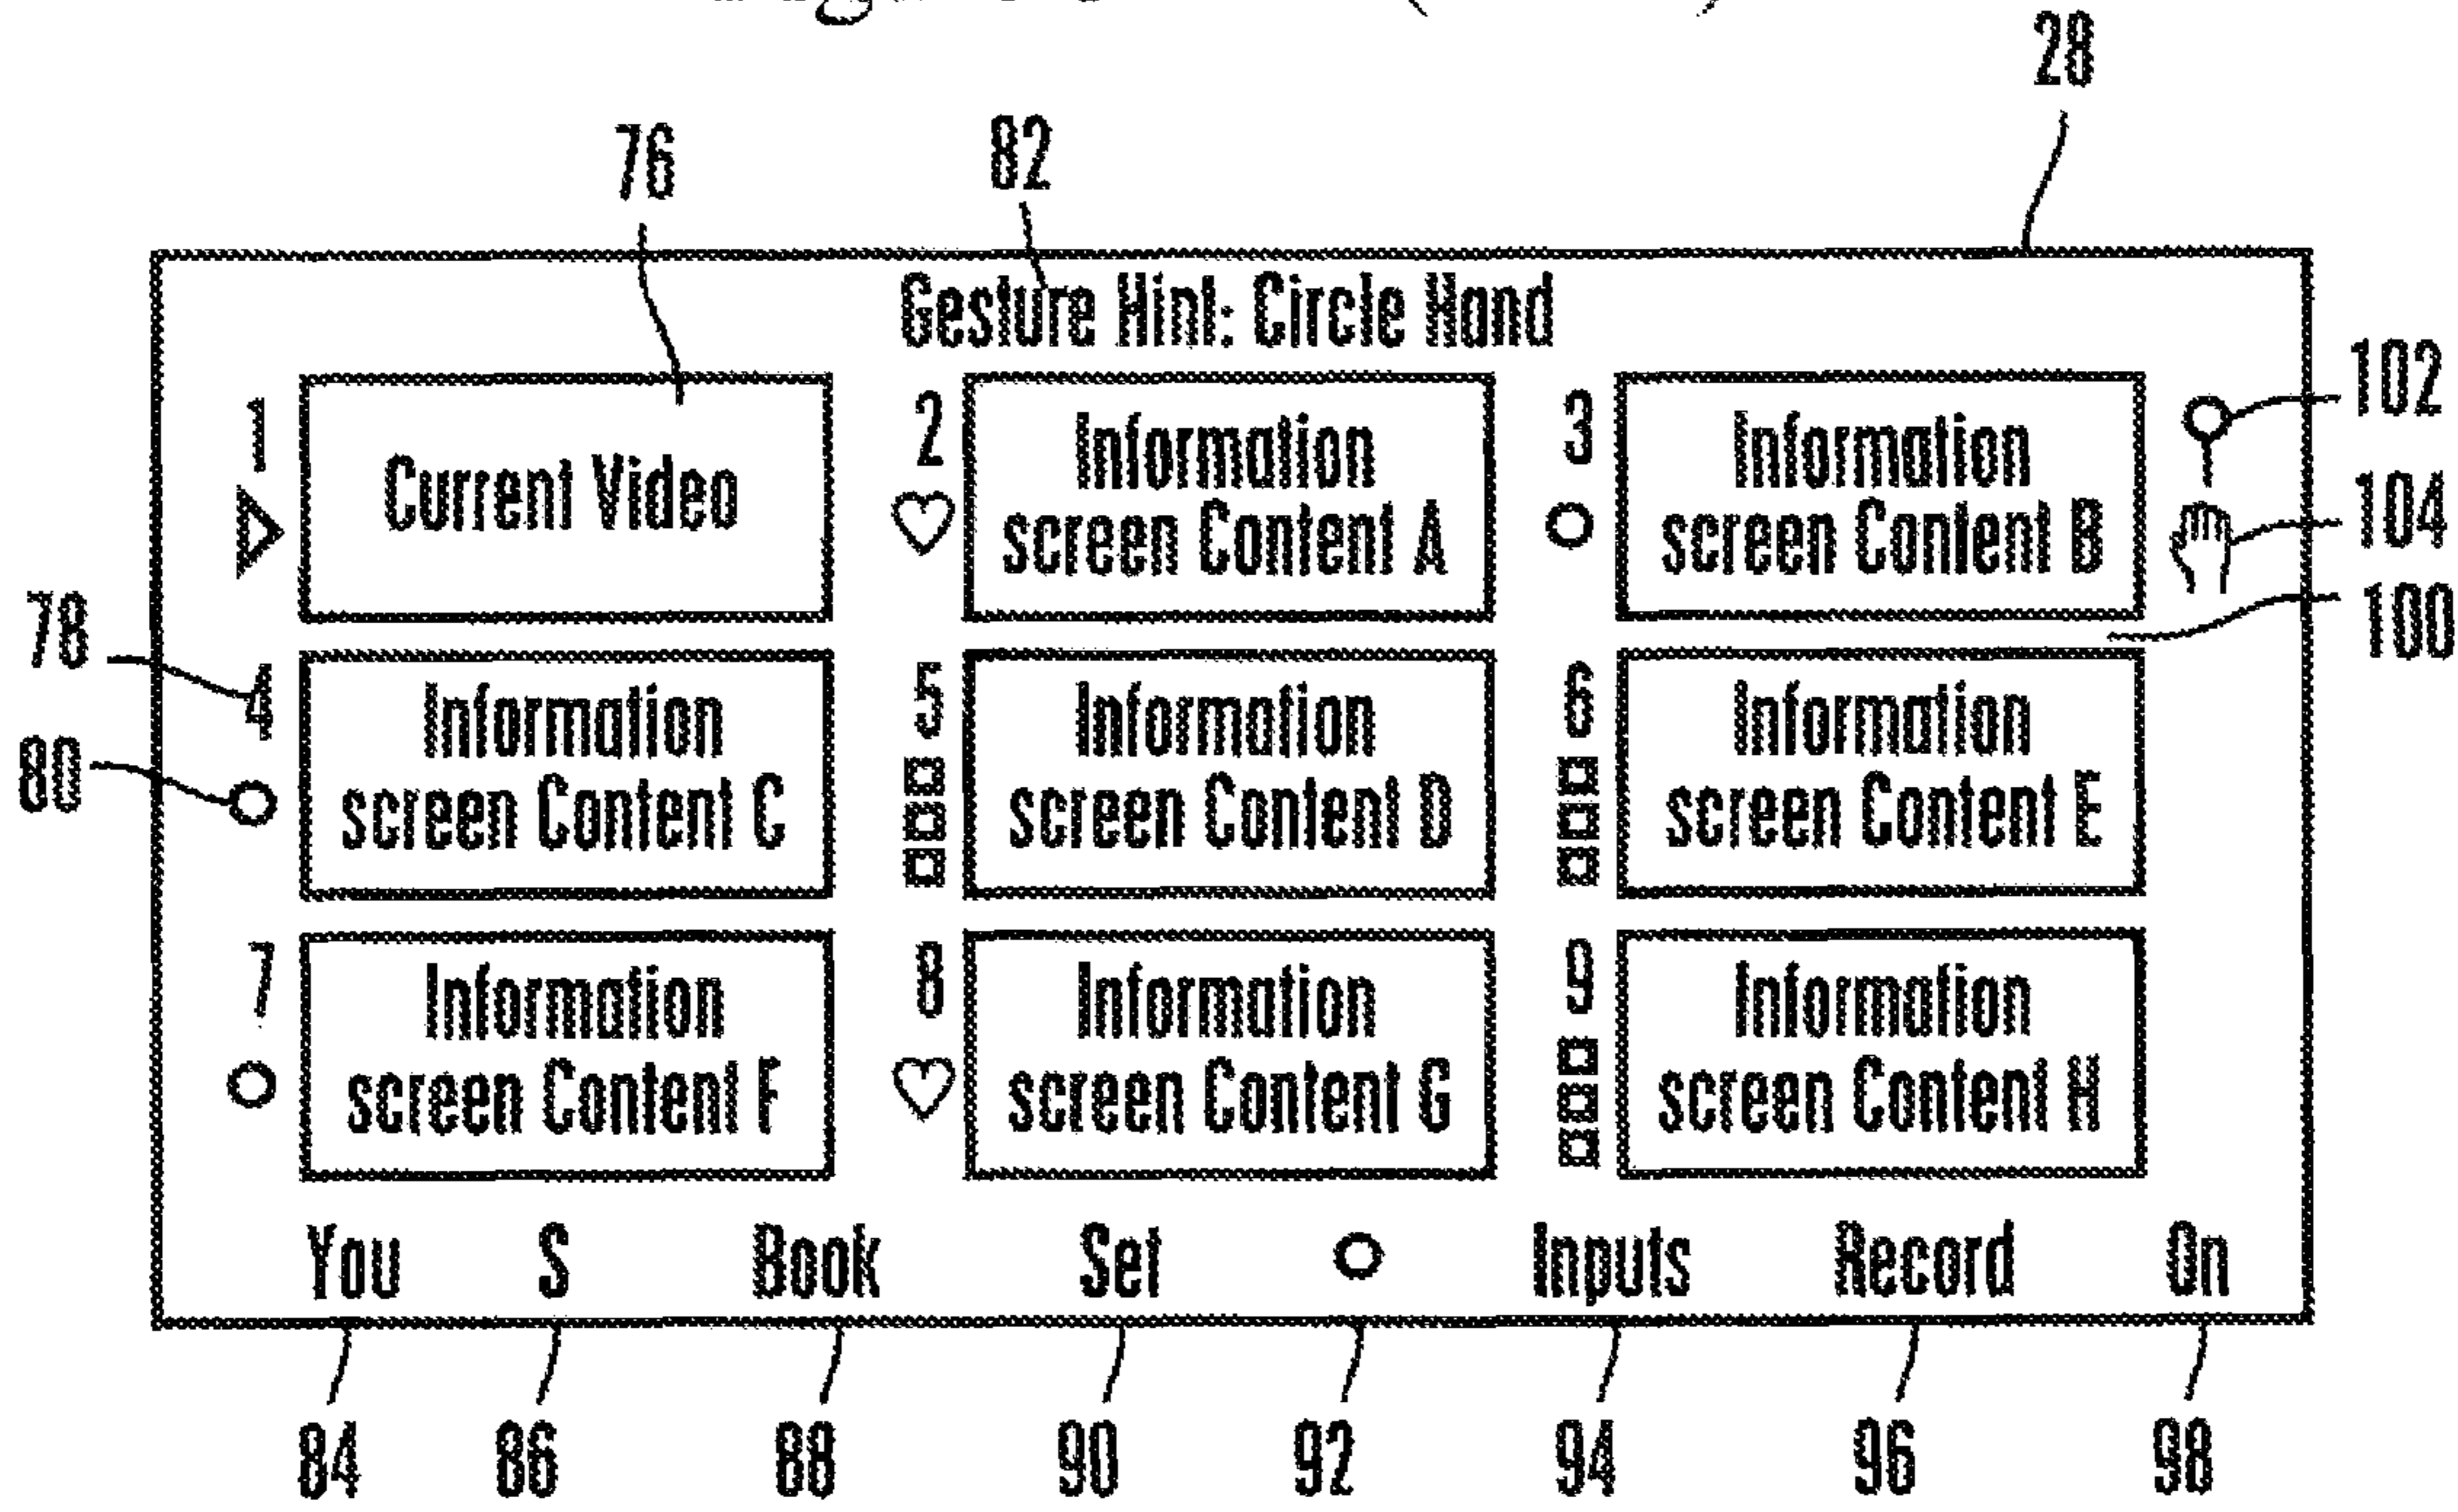 28
76 82
Gesture Hint: Circle Hand
102
1 2 3
Current Video
Information
screen Content A
Information
screen Content B
104
100
78
80
4 5 6
Information
screen Content C
Information
screen Content D
Information
screen Content E
7 8 9
Information
screen Content F
Information
screen Content G
Information
screen Content H
You S Book Set O Inputs Record On
84 86 88 90 92 94 96 98